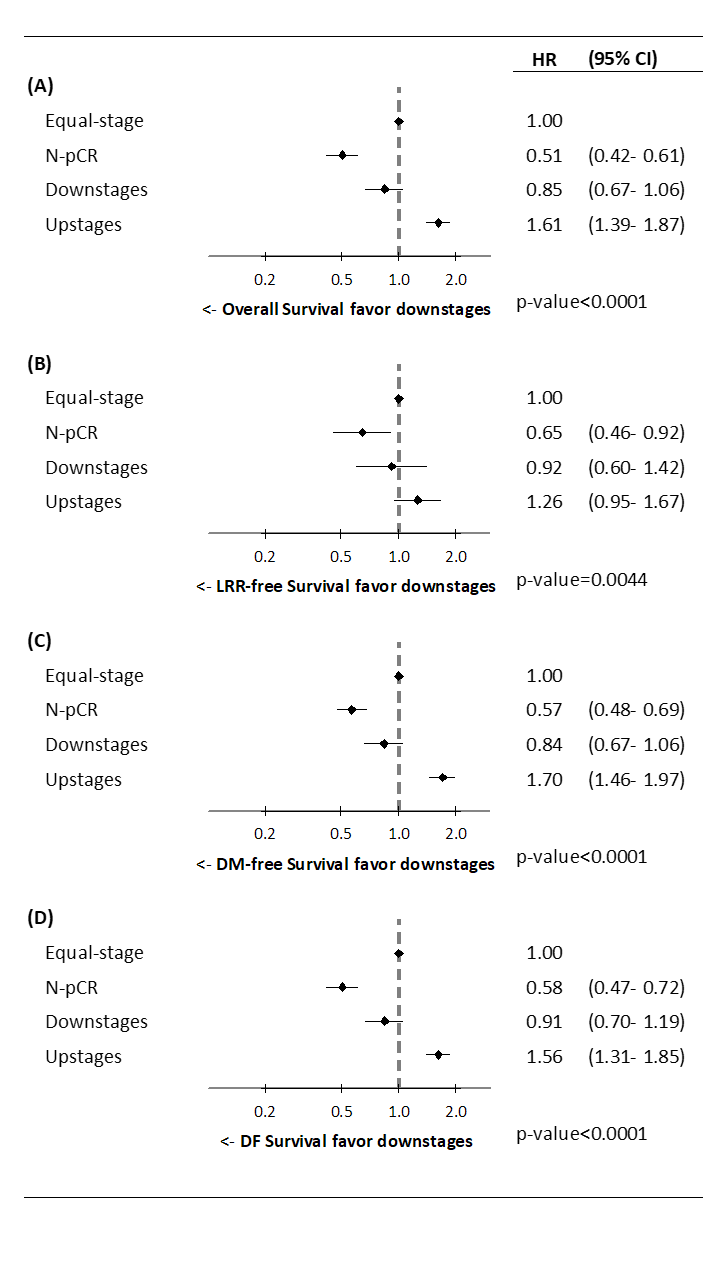 HR (95% CI)
(A)
Equal-stage 1.00
N-pCR 0.51 (0.42- 0.61)
Downstages 0.85 (0.67- 1.06)
Upstages 1.61 (1.39- 1.87)
0.2 0.5 1.0 2.0
<- Overall Survival favor downstages p-value<0.0001
(B)
Equal-stage 1.00
N-pCR 0.65 (0.46- 0.92)
Downstages 0.92 (0.60- 1.42)
Upstages 1.26 (0.95- 1.67)
0.2 0.5 1.0 2.0
<- LRR-free Survival favor downstages p-value=0.0044
(C)
Equal-stage 1.00
N-pCR 0.57 (0.48- 0.69)
Downstages 0.84 (0.67- 1.06)
Upstages 1.70 (1.46- 1.97)
0.2 0.5 1.0 2.0
<- DM-free Survival favor downstages p-value<0.0001
(D)
Equal-stage 1.00
N-pCR 0.58 (0.47- 0.72)
Downstages 0.91 (0.70- 1.19)
Upstages 1.56 (1.31- 1.85)
0.2 0.5 1.0 2.0
<- DF Survival favor downstages p-value<0.0001